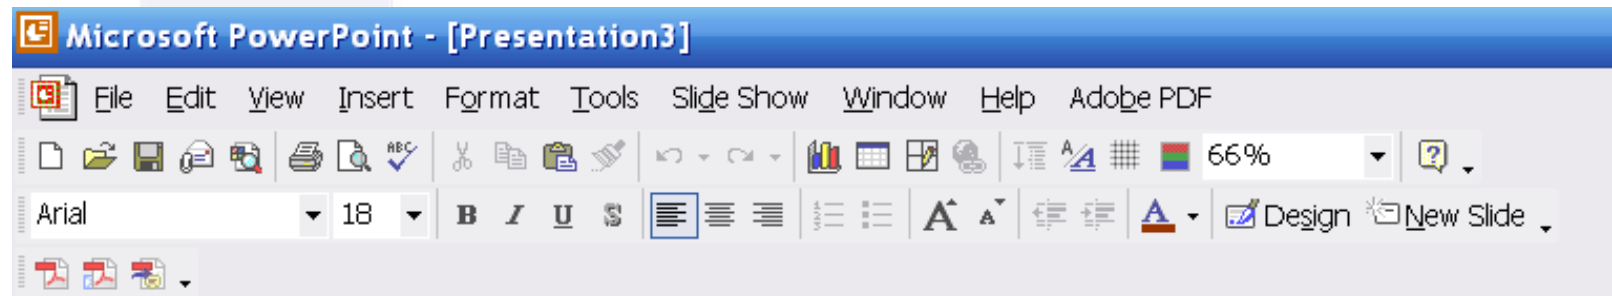 Microsoft PowerPoint - [Presentation3]
File Edit View Insert Format Tools Slide Show Window Help Adobe PDF
ABC A A 66% ?
Arial 18 B I U S A A A Design New Slide